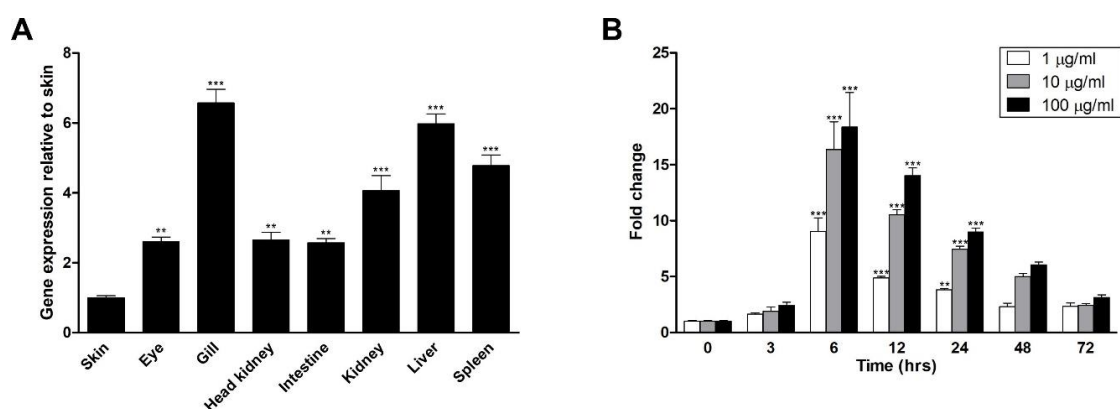 A
Gene expression relative to skin
8
6
4
2
0
**
***
**
**
***
***
***
Skin
Eye
Gill
Head kidney
Intestine
Kidney
Liver
Spleen
B
Fold change
25
20
15
10
5
0
1 µg/ml
10 µg/ml
100 µg/ml
***
***
***
***
***
***
**
***
***
0
3
6
12
24
48
72
Time (hrs)